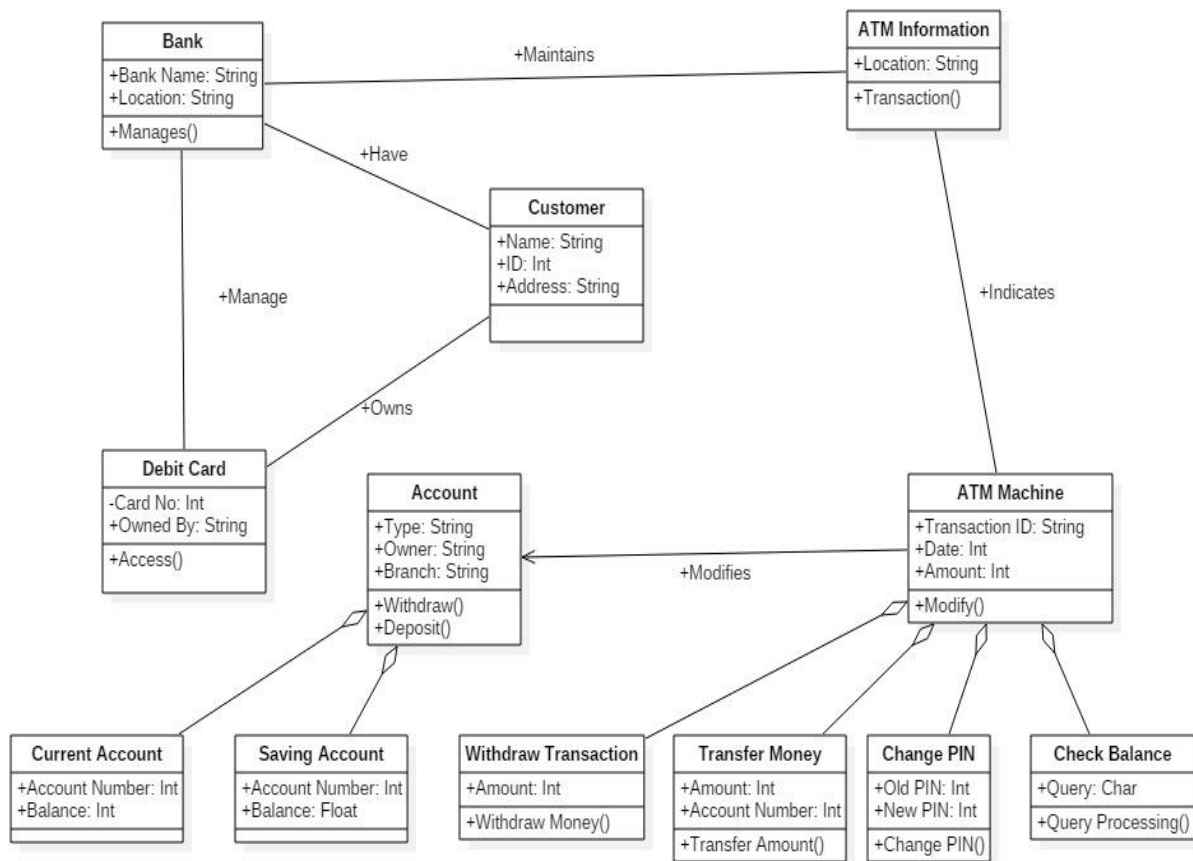 Bank
+Bank Name: String
+Location: String
+Manages()
+Maintains
ATM Information
+Location: String
+Transaction()
+Have
Customer
+Name: String
+ID: Int
+Address: String
+Manage
+Indicates
+Owns
Debit Card
-Card No: Int
+Owned By: String
+Access()
Account
+Type: String
+Owner: String
+Branch: String
+Withdraw()
+Deposit()
+Modifies
ATM Machine
+Transaction ID: String
+Date: Int
+Amount: Int
+Modify()
Current Account
+Account Number: Int
+Balance: Int
Saving Account
+Account Number: Int
+Balance: Float
Withdraw Transaction
+Amount: Int
+Withdraw Money()
Transfer Money
+Amount: Int
+Account Number: Int
+Transfer Amount()
Change PIN
+Old PIN: Int
+New PIN: Int
+Change PIN()
Check Balance
+Query: Char
+Query Processing()